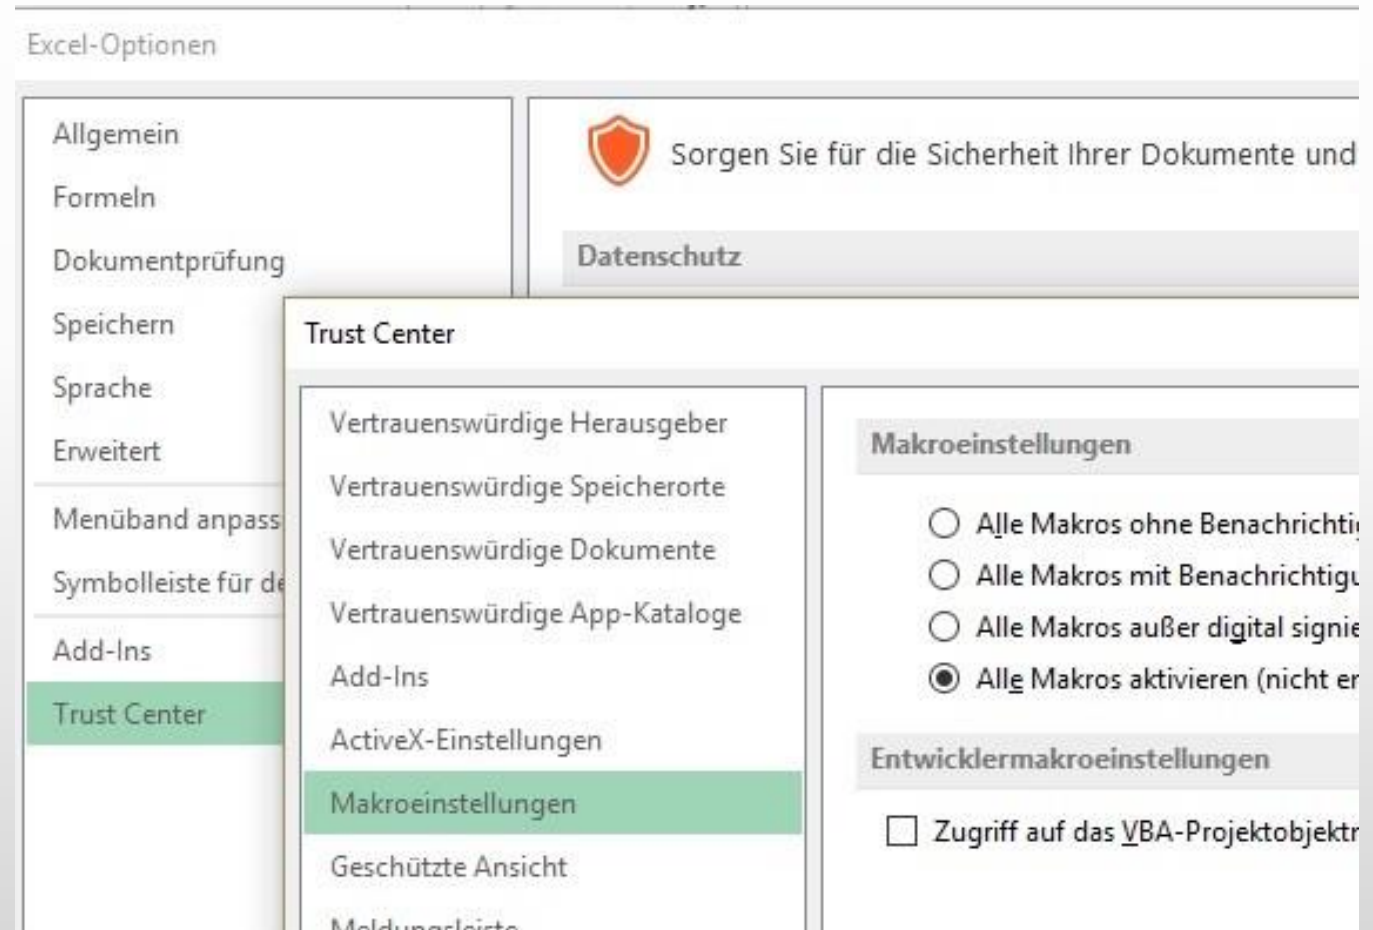 Excel-Optionen
Allgemein
Formeln
Dokumentprüfung
Speichern
Sprache
Erweitert
Menüband anpass
Symbolleiste für de
Add-Ins
Trust Center
Sorgen Sie für die Sicherheit Ihrer Dokumente und
Datenschutz
Trust Center
Vertrauenswürdige Herausgeber
Vertrauenswürdige Speicherorte
Vertrauenswürdige Dokumente
Vertrauenswürdige App-Kataloge
Add-Ins
ActiveX-Einstellungen
Makroeinstellungen
Geschützte Ansicht
Meldungsleiste
Makroeinstellungen
Alle Makros ohne Benachrichti
Alle Makros mit Benachrichtigu
Alle Makros außer digital signie
Alle Makros aktivieren (nicht er
Entwicklermakroeinstellungen
Zugriff auf das VBA-Projektobjekt